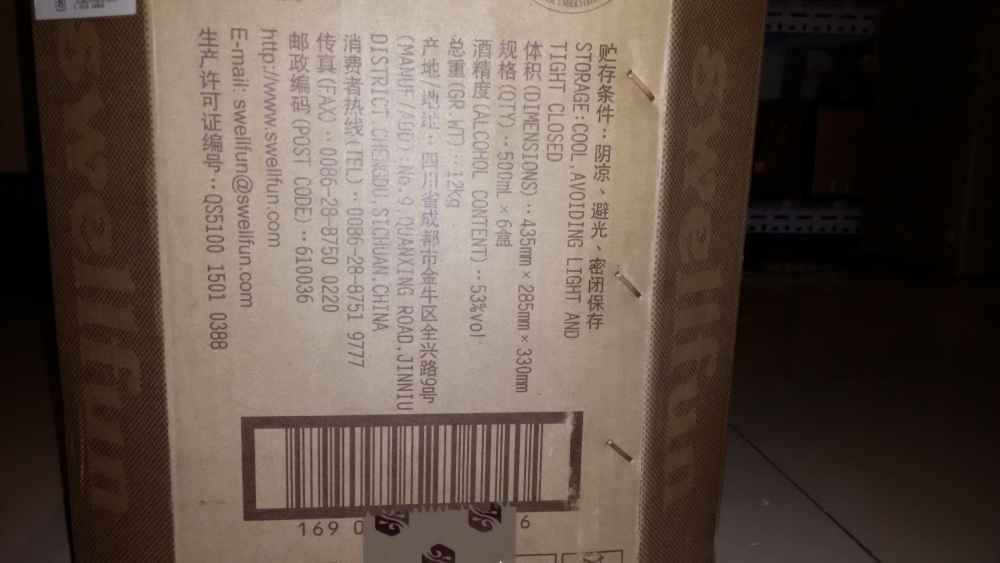 swellfun
贮存条件：阴凉、避光、密闭保存
STORAGE:COOL,AVOIDING LIGHT AND
TIGHT CLOSED
体积(DIMENSIONS)：435mm×285mm×330mm
规格(QTY)：500mL×6盒
酒精度(ALCOHOL CONTENT)：53%vol
总重(GR.WT)：12kg
产地/地址：四川省成都市金牛区全兴路9号
(MANUF/ADD):No.9,QUANXING ROAD,JINNIU
DISTRICT,CHENGDU,SICHUAN,CHINA
消费者热线(TEL)：0086-28-8751 9777
传真(FAX)：0086-28-8750 0220
邮政编码(POST CODE)：610036
http://www.swellfun.com
E-mail: swellfun@swellfun.com
生产许可证编号：QS5100 1501 0388
169 0
6
swellfun